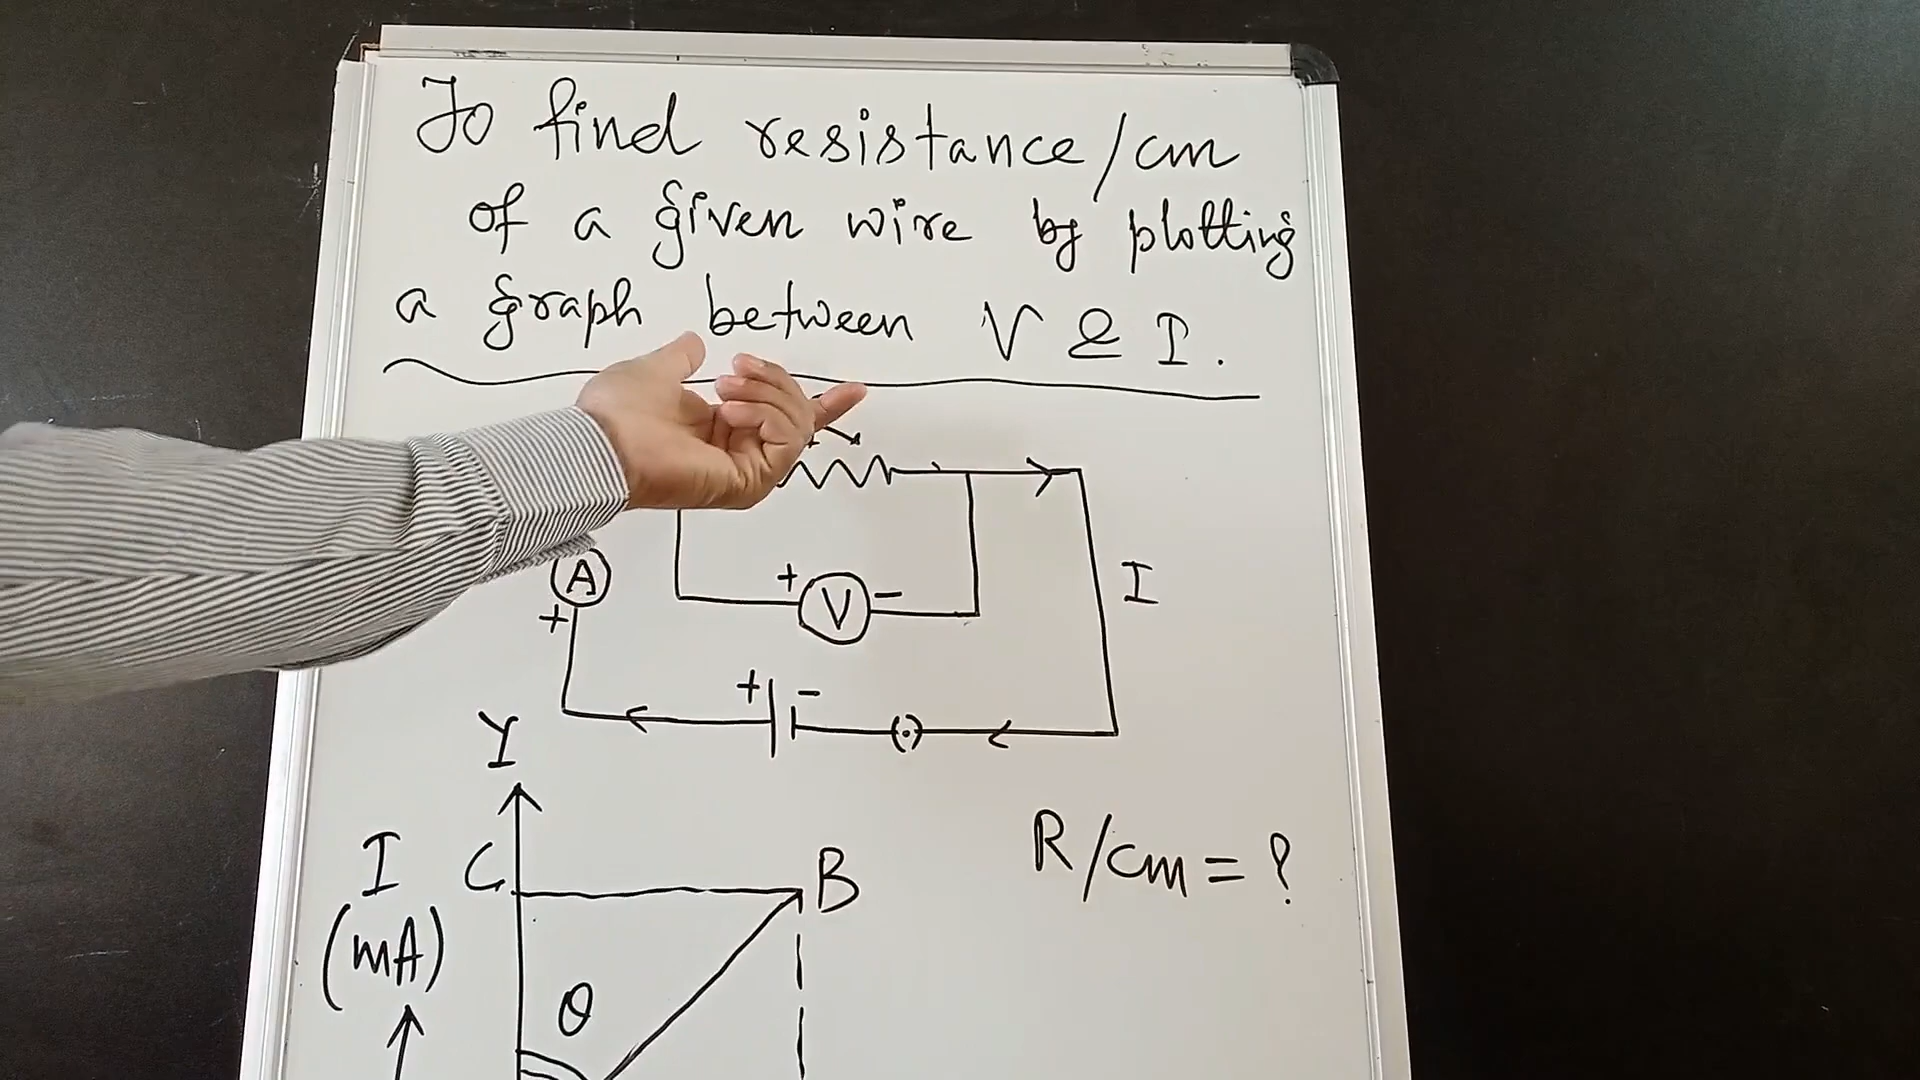 To find resistance/cm
of a given wire by plotting
a graph between V & I.
A
+
+ V -
I
+ -
Y
I
(mA)
C
B
θ
R/cm = ?